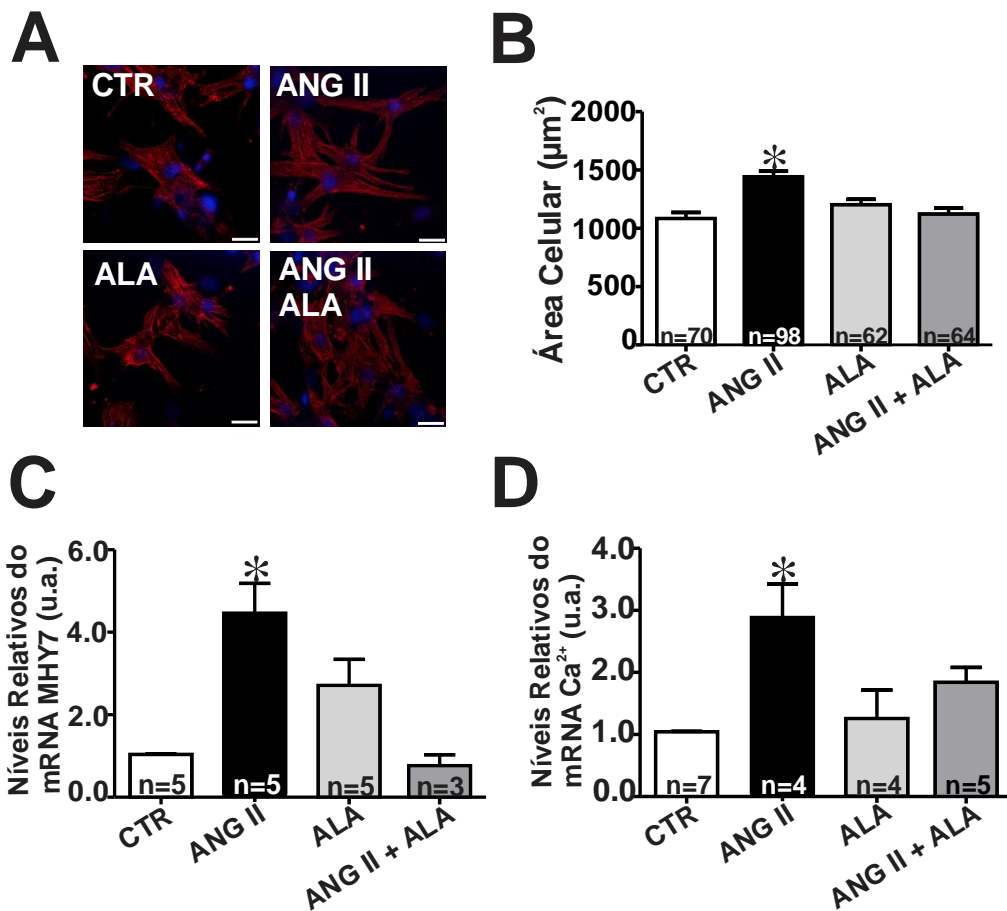 A
CTR
ANG II
ALA
ANG II
ALA
B
Área Celular (µm²)
2000
1500
1000
500
0
*
n=70
n=98
n=62
n=64
CTR
ANG II
ALA
ANG II + ALA
C
Níveis Relativos do
mRNA MHY7 (u.a.)
6.0
4.0
2.0
0.0
*
n=5
n=5
n=5
n=3
CTR
ANG II
ALA
ANG II + ALA
D
Níveis Relativos do
mRNA Ca²⁺ (u.a.)
4.0
3.0
2.0
1.0
0.0
*
n=7
n=4
n=4
n=5
CTR
ANG II
ALA
ANG II + ALA